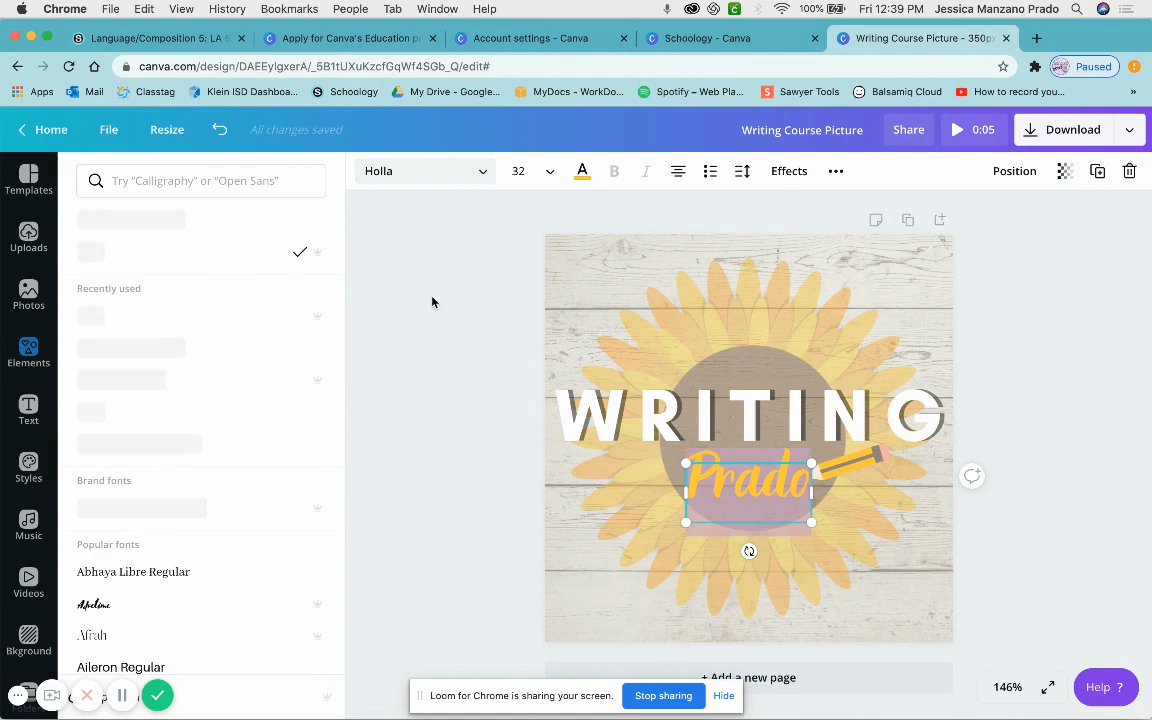 Chrome File Edit View History Bookmarks People Tab Window Help 100% Fri 12:39 PM Jessica Manzano Prado
Language/Composition 5: LA 5 Apply for Canva's Education pr Account settings - Canva Schoology - Canva Writing Course Picture - 350px
canva.com/design/DAEEylgxerA/_5B1tUXuKzcfGqWf4SGb_Q/edit# Paused
Apps Mail Classtag Klein ISD Dashboa... Schoology My Drive - Google... MyDocs - WorkDo... Spotify – Web Pla... Sawyer Tools Balsamiq Cloud How to record you... »
Home File Resize All changes saved Writing Course Picture Share 0:05 Download
Templates
Uploads
Photos
Elements
Text
Styles
Music
Videos
Bkground
Try “Calligraphy” or “Open Sans”
Recently used
Brand fonts
Popular fonts
Abhaya Libre Regular
Afrah
Aileron Regular
Holla 32 B I Effects ••• Position
WRITING
Prado
+ Add a new page
Loom for Chrome is sharing your screen. Stop sharing Hide
146% Help ?